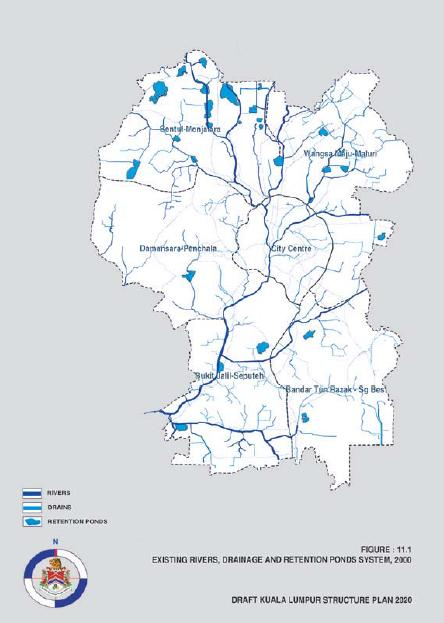 Sentul-Menjalara
Wangsa Maju-Maluri
Damansara-Penchala
City Centre
Bukit Jalil-Seputeh
Bandar Tun Razak - Sg Besi
RIVERS
DRAINS
RETENTION PONDS
N
FIGURE : 11.1
EXISTING RIVERS, DRAINAGE AND RETENTION PONDS SYSTEM, 2000
DRAFT KUALA LUMPUR STRUCTURE PLAN 2020